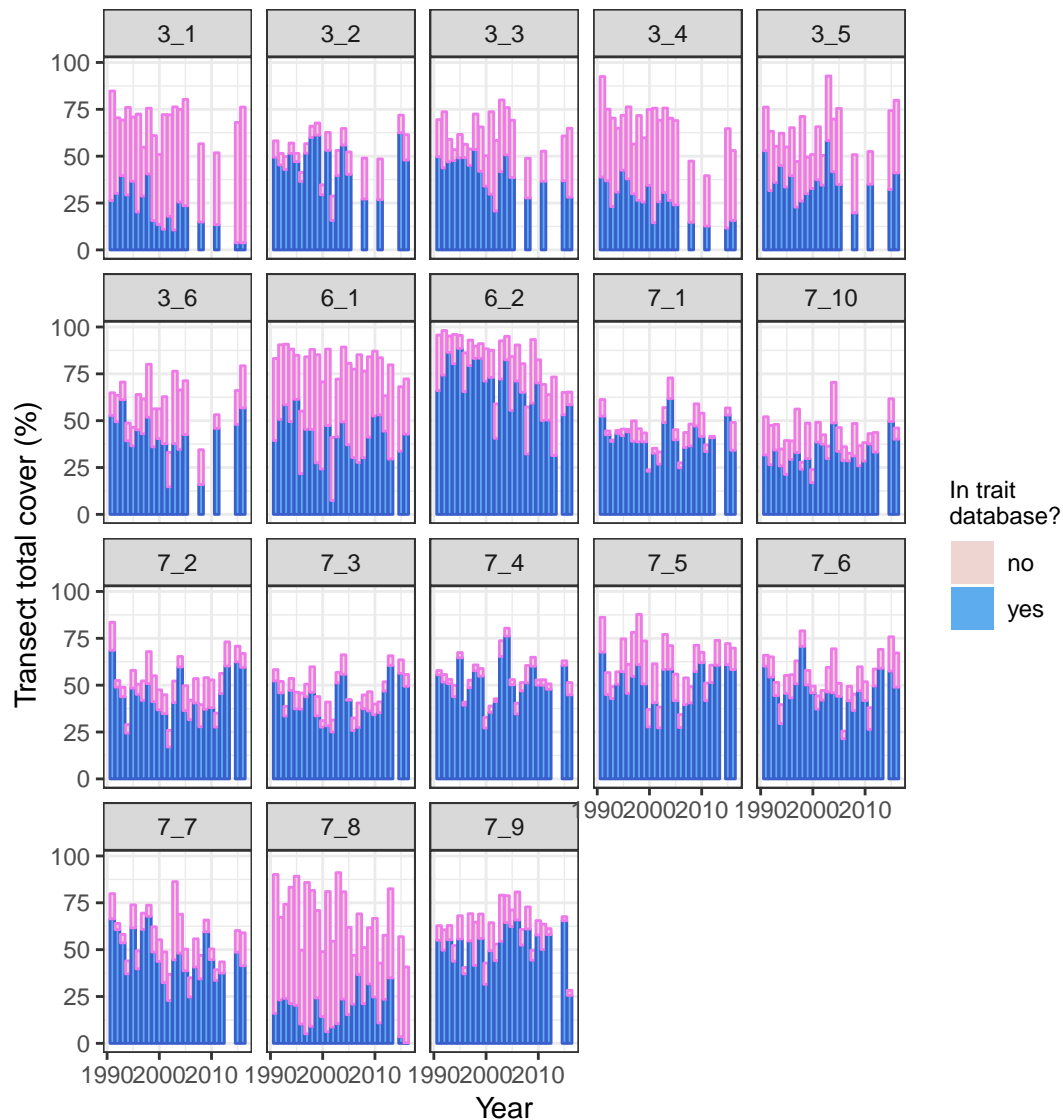 3_1 3_2 3_3 3_4 3_5
100
75
50
25
0
3_6 6_1 6_2 7_1 7_10
100
75
50
25
0
7_2 7_3 7_4 7_5 7_6
100
75
50
25
0
1990 2000 2010 1990 2000 2010
7_7 7_8 7_9
100
75
50
25
0
1990 2000 2010 1990 2000 2010 1990 2000 2010
Year
Transect total cover (%)
In trait
database?
no
yes